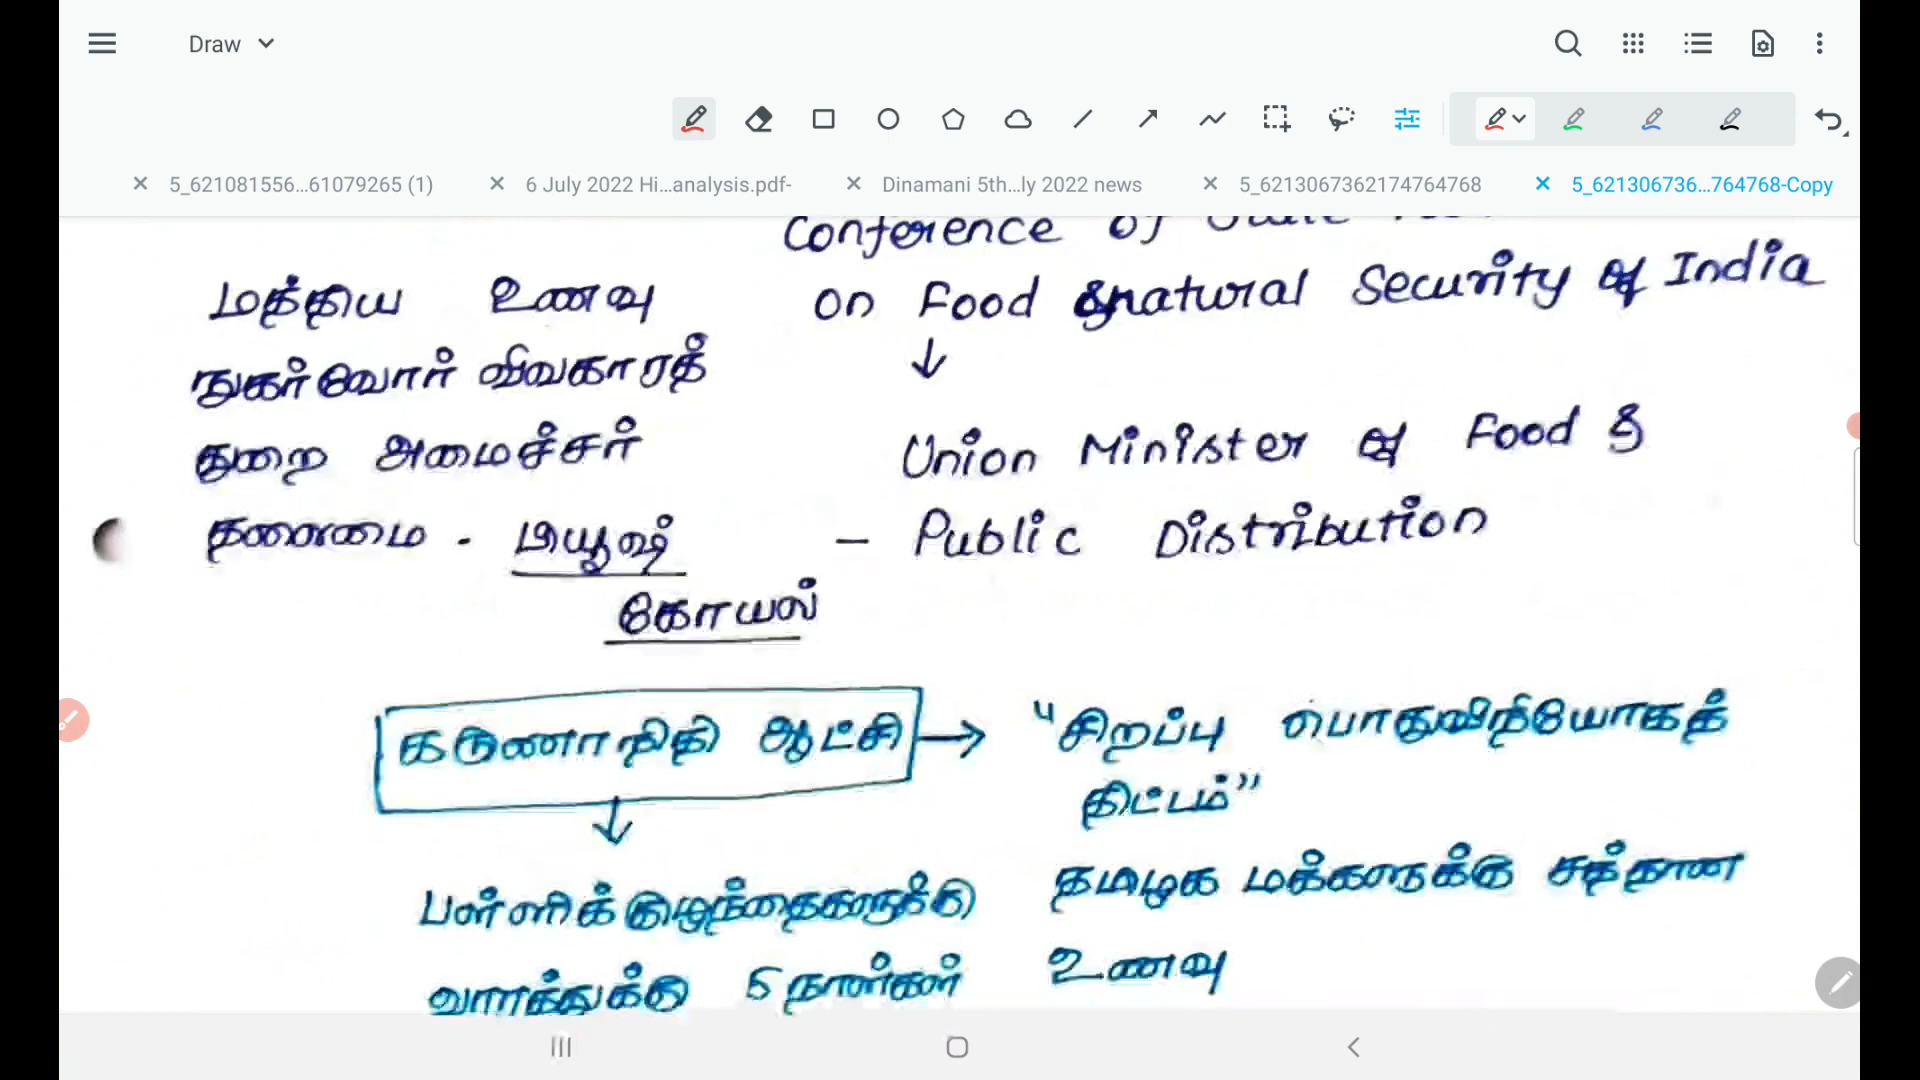 Draw
5_621081556...61079265 (1)
6 July 2022 Hi...analysis.pdf-
Dinamani 5th...ly 2022 news
5_6213067362174764768
5_621306736...764768-Copy
Conference of State
மத்திய உணவு
நுகர்வோர் விவகாரத்
துறை அமைச்சர்
தலைமை - பியூஷ்
கோயல்
on Food & natural Security of India
Union Minister of Food &
- Public Distribution
கருணாநிதி ஆட்சி
"சிறப்பு பொதுவிநியோகத்
திட்டம்"
பள்ளிக்குழந்தைகளுக்கு
வாரத்துக்கு 5 நாள்கள்
தமிழக மக்களுக்கு சத்தான
உணவு